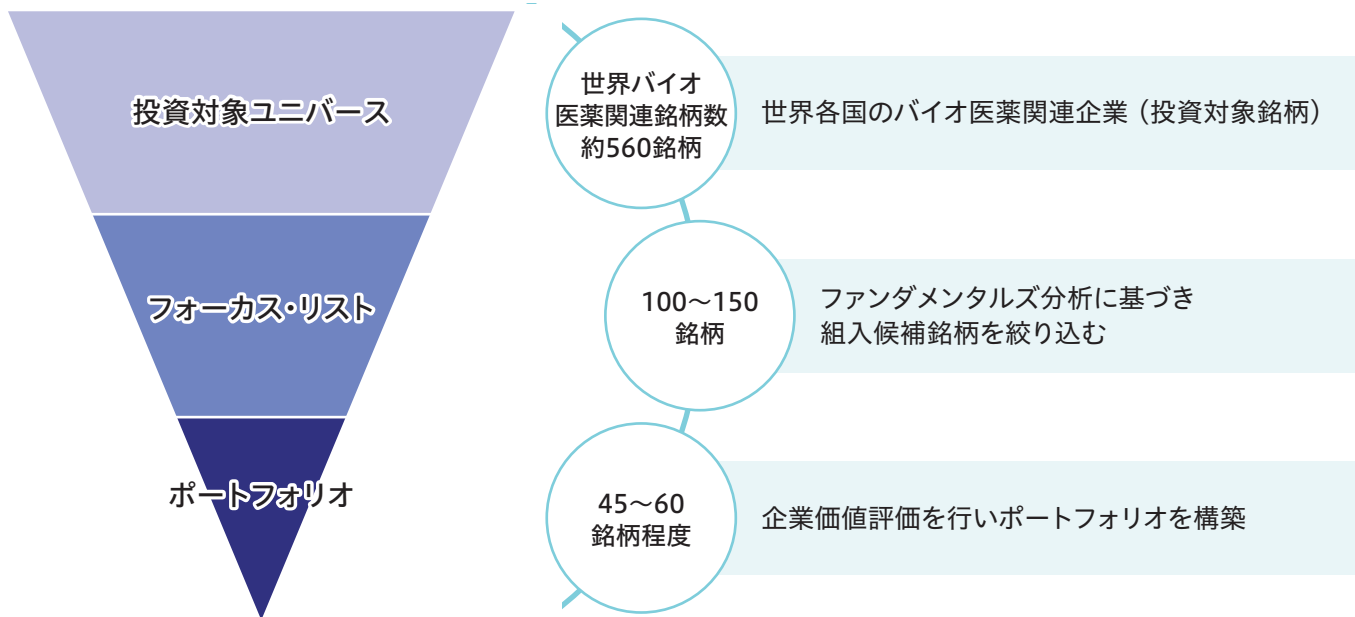 投資対象ユニバース
世界バイオ
医薬関連銘柄数
約560銘柄
世界各国のバイオ医薬関連企業（投資対象銘柄）
フォーカス・リスト
100～150
銘柄
ファンダメンタルズ分析に基づき
組入候補銘柄を絞り込む
ポートフォリオ
45～60
銘柄程度
企業価値評価を行いポートフォリオを構築